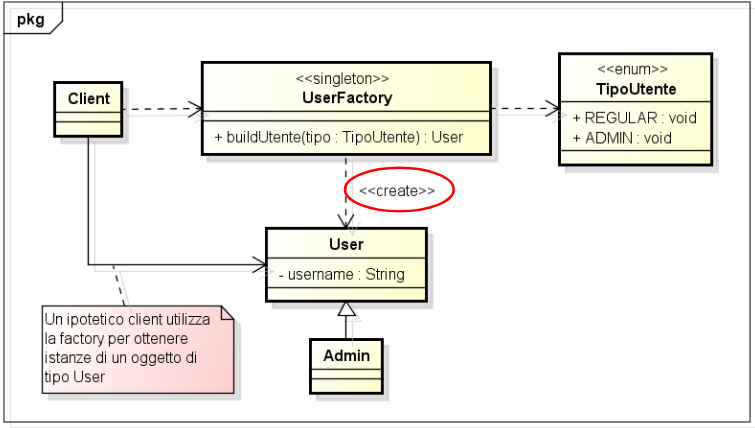 pkg
Client
<<singleton>>
UserFactory
+ buildUtente(tipo : TipoUtente) : User
<<enum>>
TipoUtente
+ REGULAR : void
+ ADMIN : void
<<create>>
User
- username : String
Un ipotetico client utilizza
la factory per ottenere
istanze di un oggetto di
tipo User
Admin